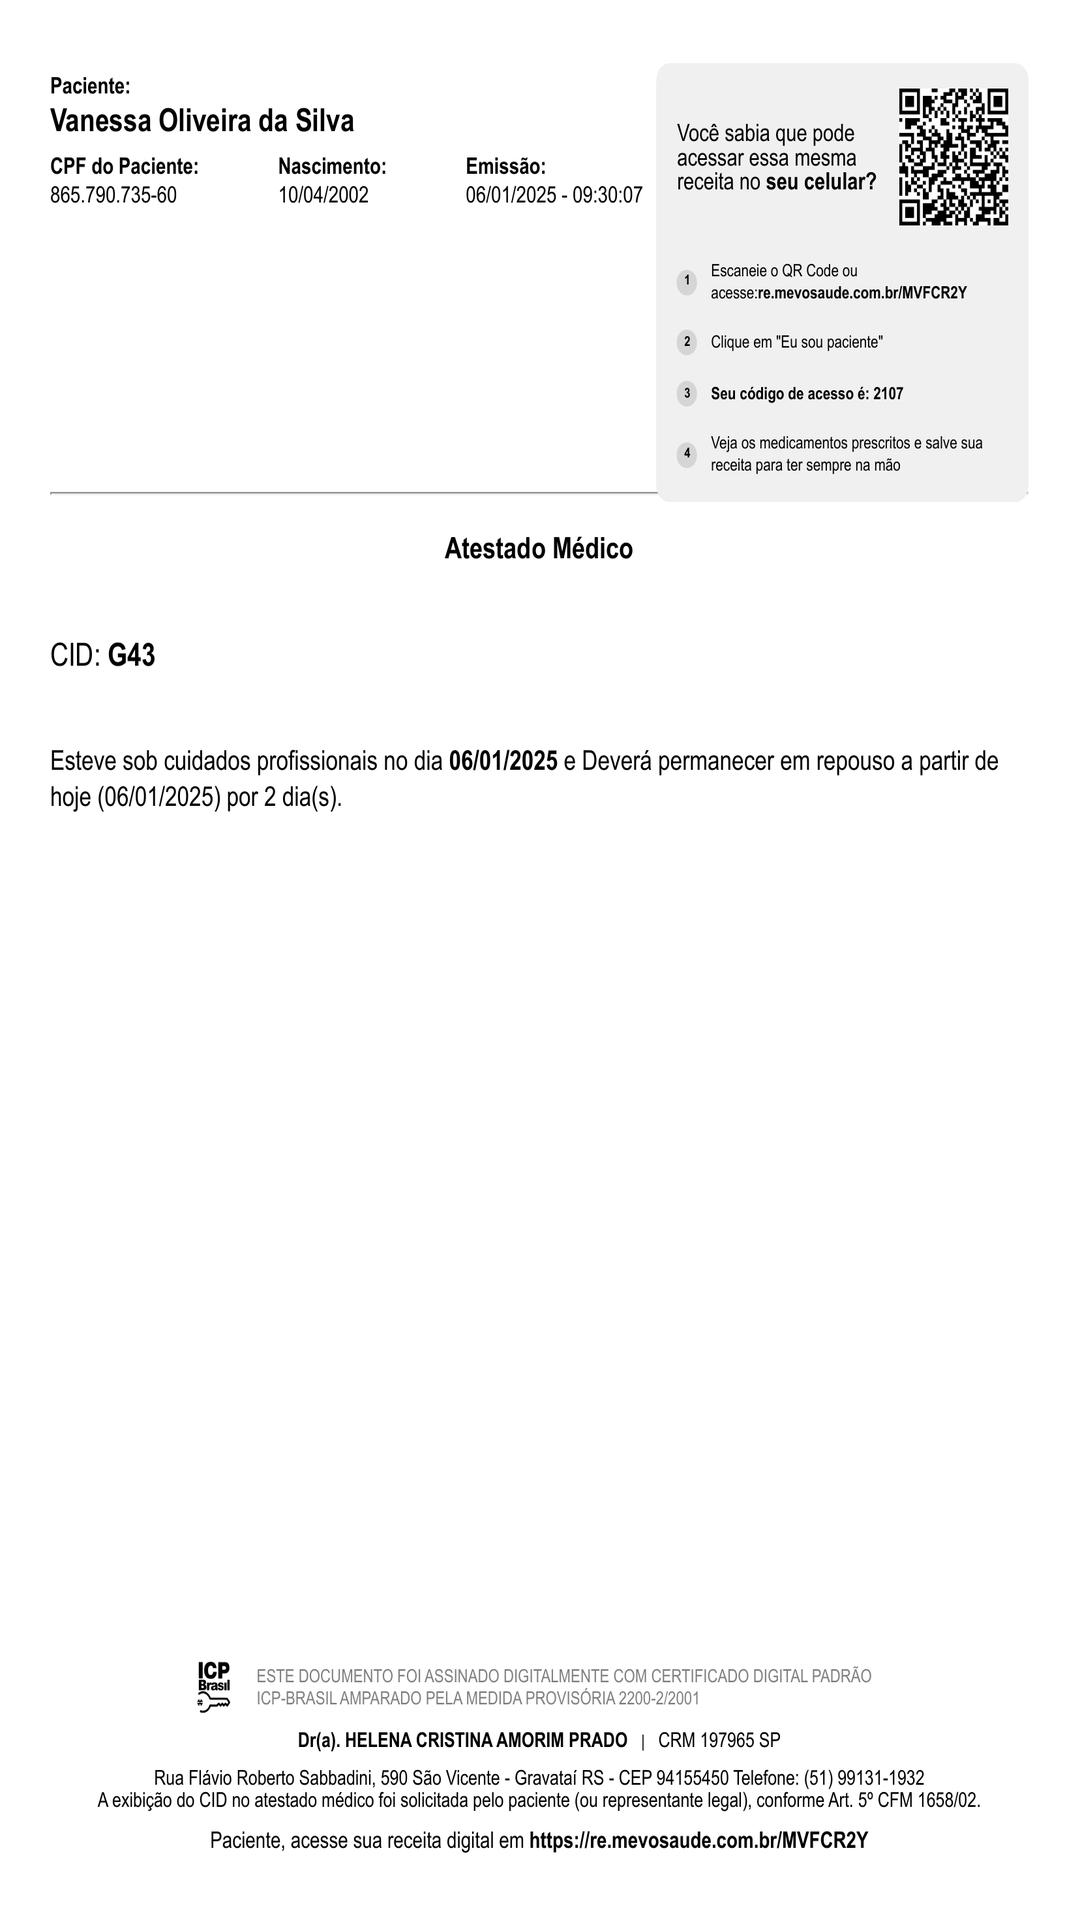 Paciente:
Vanessa Oliveira da Silva
CPF do Paciente: Nascimento: Emissão:
865.790.735-60 10/04/2002 06/01/2025 - 09:30:07
Você sabia que pode
acessar essa mesma
receita no seu celular?
1 Escaneie o QR Code ou
acesse:re.mevosaude.com.br/MVFCR2Y
2 Clique em "Eu sou paciente"
3 Seu código de acesso é: 2107
4 Veja os medicamentos prescritos e salve sua
receita para ter sempre na mão
Atestado Médico
CID: G43
Esteve sob cuidados profissionais no dia 06/01/2025 e Deverá permanecer em repouso a partir de
hoje (06/01/2025) por 2 dia(s).
ICP
Brasil
ESTE DOCUMENTO FOI ASSINADO DIGITALMENTE COM CERTIFICADO DIGITAL PADRÃO
ICP-BRASIL AMPARADO PELA MEDIDA PROVISÓRIA 2200-2/2001
Dr(a). HELENA CRISTINA AMORIM PRADO | CRM 197965 SP
Rua Flávio Roberto Sabbadini, 590 São Vicente - Gravataí RS - CEP 94155450 Telefone: (51) 99131-1932
A exibição do CID no atestado médico foi solicitada pelo paciente (ou representante legal), conforme Art. 5º CFM 1658/02.
Paciente, acesse sua receita digital em https://re.mevosaude.com.br/MVFCR2Y